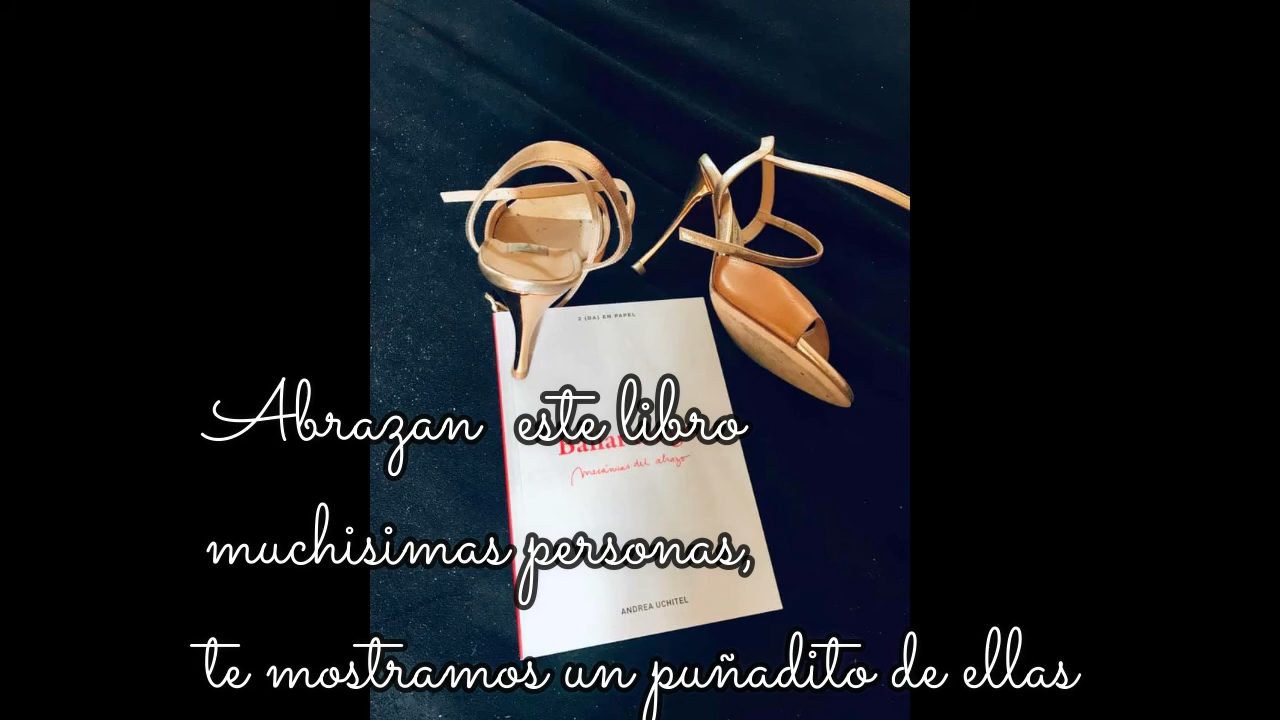 2 (DA) EN PAPEL
Abrazan este libro
Mecánicas del abrazo
muchisimas personas,
ANDREA UCHITEL
te mostramos un puñadito de ellas